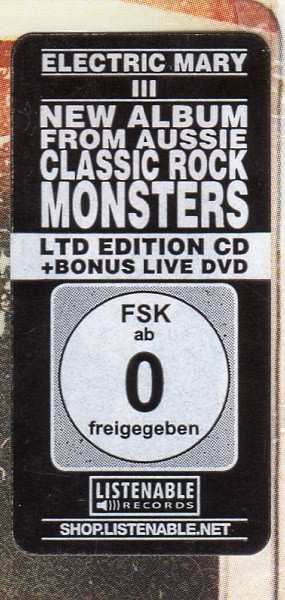 ELECTRIC MARY
III
NEW ALBUM
FROM AUSSIE
CLASSIC ROCK
MONSTERS
LTD EDITION CD
+BONUS LIVE DVD
FSK
ab
0
freigegeben
LISTENABLE
RECORDS
SHOP.LISTENABLE.NET